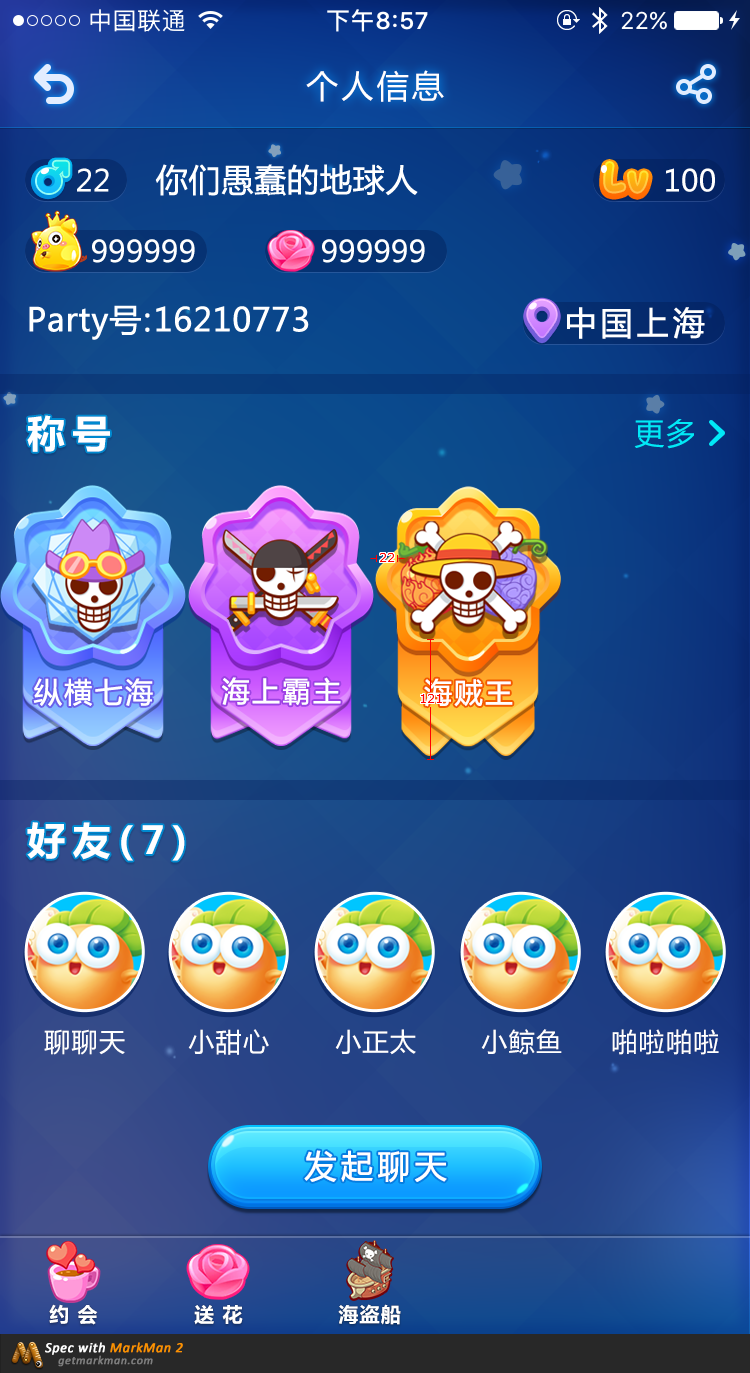 中国联通 下午8:57 22%
个人信息
22 你们愚蠢的地球人 Lv 100
999999 999999
Party号:16210773 中国上海
称号 更多
22
纵横七海 海上霸主 海贼王
121
好友(7)
聊聊天 小甜心 小正太 小鲸鱼 啪啦啪啦
发起聊天
约会 送花 海盗船
Spec with MarkMan 2
getmarkman.com